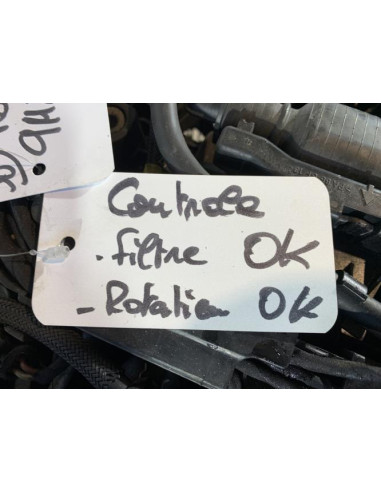 Controle
. filtre OK
- Rotation OK